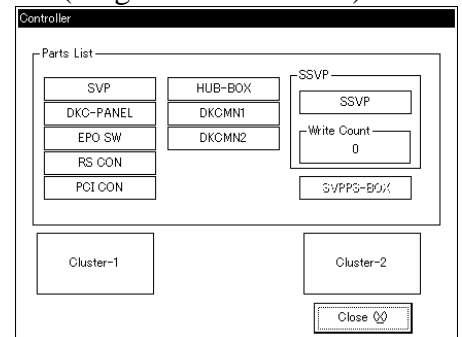 Controller
Parts List
SVP
HUB-BOX
SSVP
SSVP
DKC-PANEL
DKCMN1
EPO SW
DKCMN2
Write Count
0
RS CON
PCI CON
SVPPS-BOX
Cluster-1
Cluster-2
Close (X)